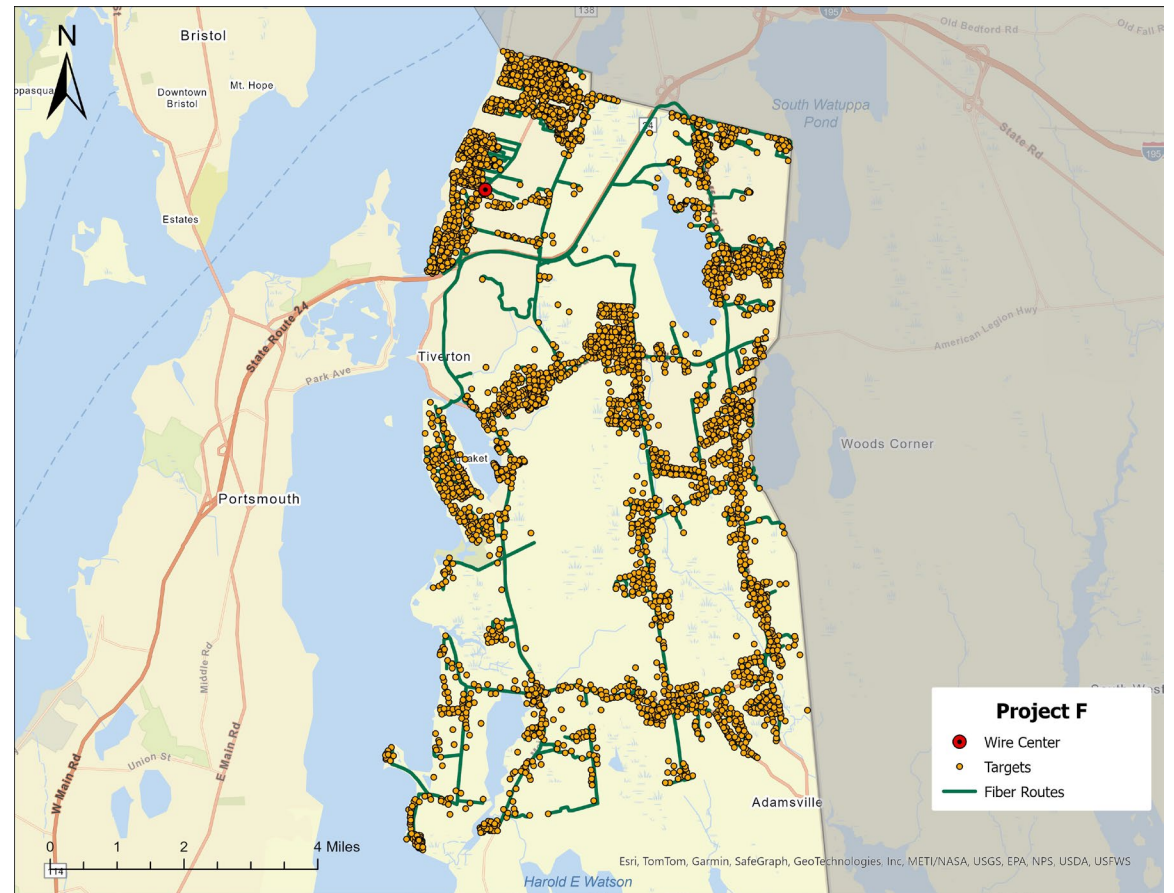 138
195
Old Bedford Rd
N
Bristol
Downtown
Bristol
Mt. Hope
South Watuppa
Pond
State Rd
195
24
Estates
State Route 24
Tiverton
Park Ave
American Legion Hwy
Woods Corner
Portsmouth
Middle Rd
E Main Rd
W Main Rd
Union St
Project F
Wire Center
Targets
Fiber Routes
Adamsville
0 1 2 4 Miles
114
Esri, TomTom, Garmin, SafeGraph, GeoTechnologies, Inc, METI/NASA, USGS, EPA, NPS, USDA, USFWS
Harold E Watson